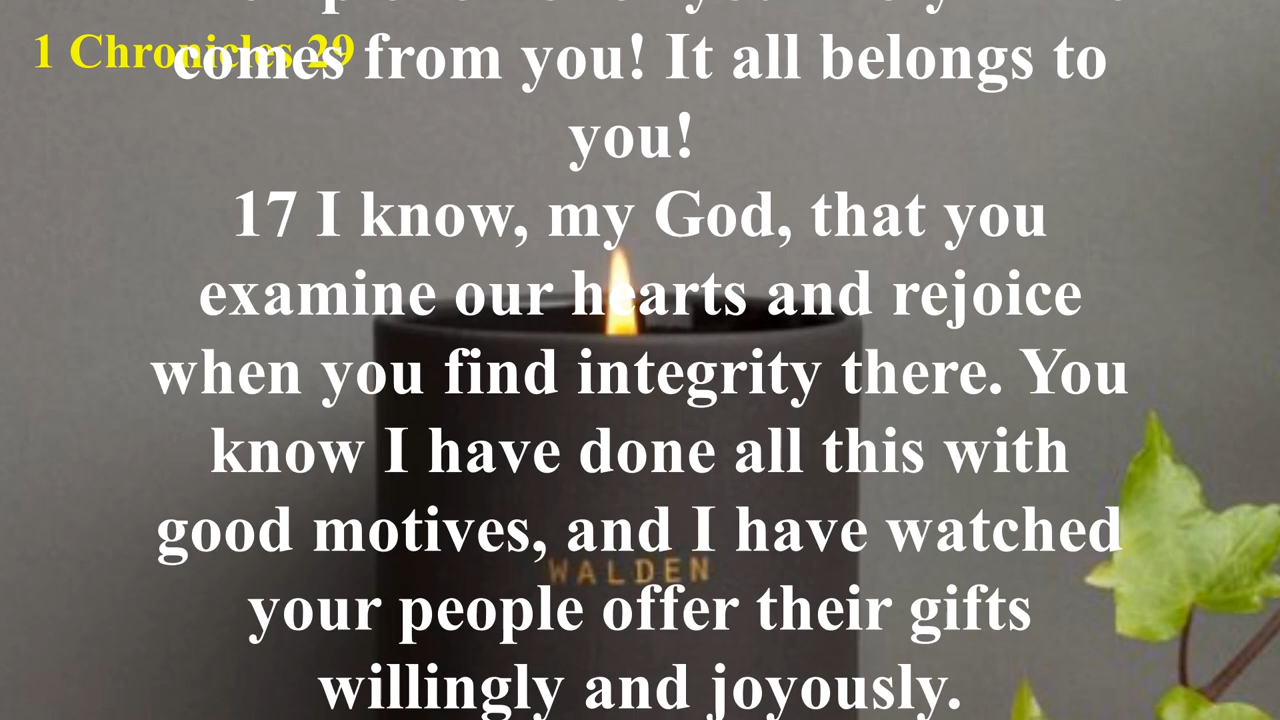 1 Chronicles 29
comes from you! It all belongs to
you!
17 I know, my God, that you
examine our hearts and rejoice
when you find integrity there. You
know I have done all this with
good motives, and I have watched
WALDEN
your people offer their gifts
willingly and joyously.